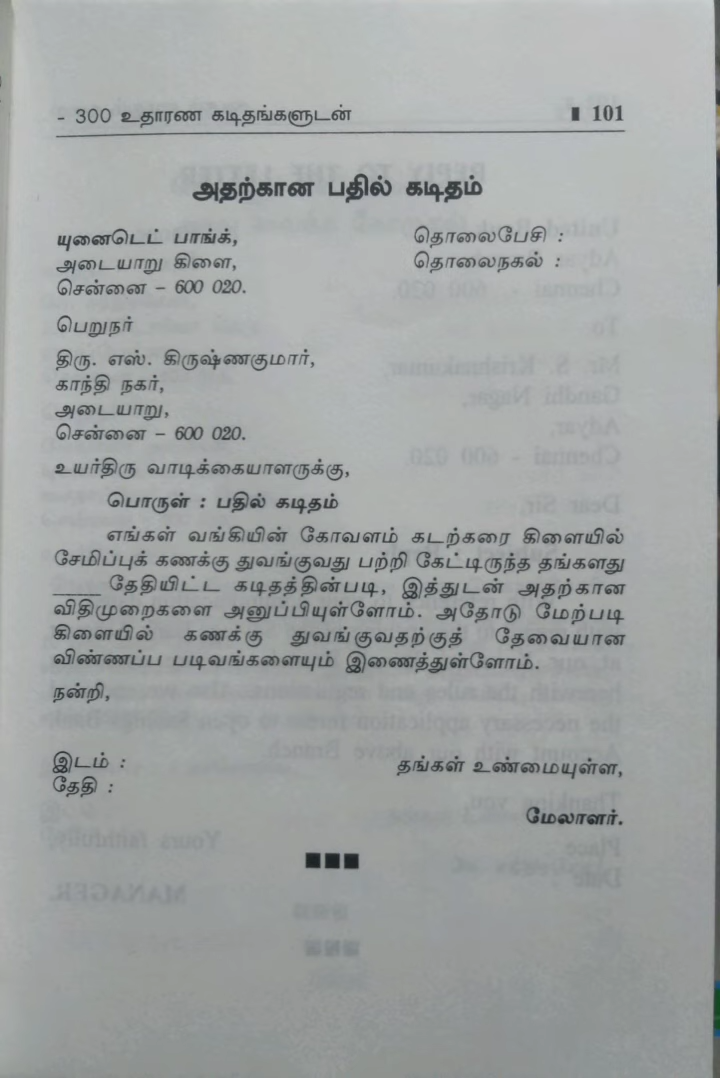 - 300 உதாரண கடிதங்களுடன் 101
அதற்கான பதில் கடிதம்
யுனைடெட் பாங்க், தொலைபேசி :
அடையாறு கிளை, தொலைநகல் :
சென்னை – 600 020.
பெறுநர்
திரு. எஸ். கிருஷ்ணகுமார்,
காந்தி நகர்,
அடையாறு,
சென்னை – 600 020.
உயர்திரு வாடிக்கையாளருக்கு,
பொருள் : பதில் கடிதம்
எங்கள் வங்கியின் கோவளம் கடற்கரை கிளையில்
சேமிப்புக் கணக்கு துவங்குவது பற்றி கேட்டிருந்த தங்களது
____ தேதியிட்ட கடிதத்தின்படி, இத்துடன் அதற்கான
விதிமுறைகளை அனுப்பியுள்ளோம். அதோடு மேற்படி
கிளையில் கணக்கு துவங்குவதற்குத் தேவையான
விண்ணப்ப படிவங்களையும் இணைத்துள்ளோம்.
நன்றி,
இடம் : தங்கள் உண்மையுள்ள,
தேதி :
மேலாளர்.